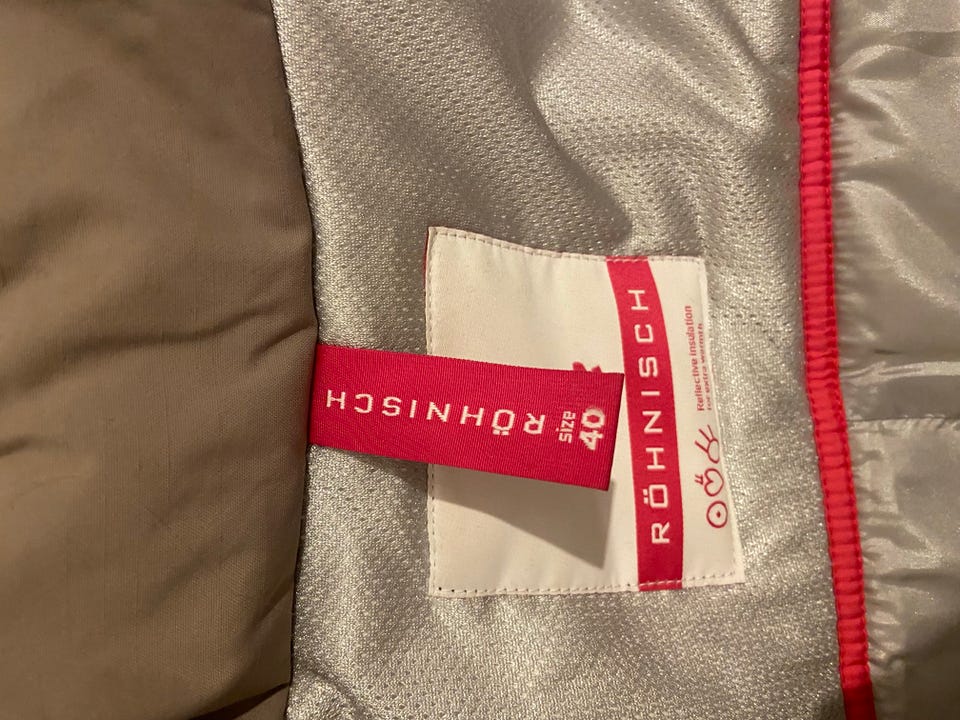 RÖHNISCH
size
40
RÖHNISCH
Reflective insulation
for extra warmth